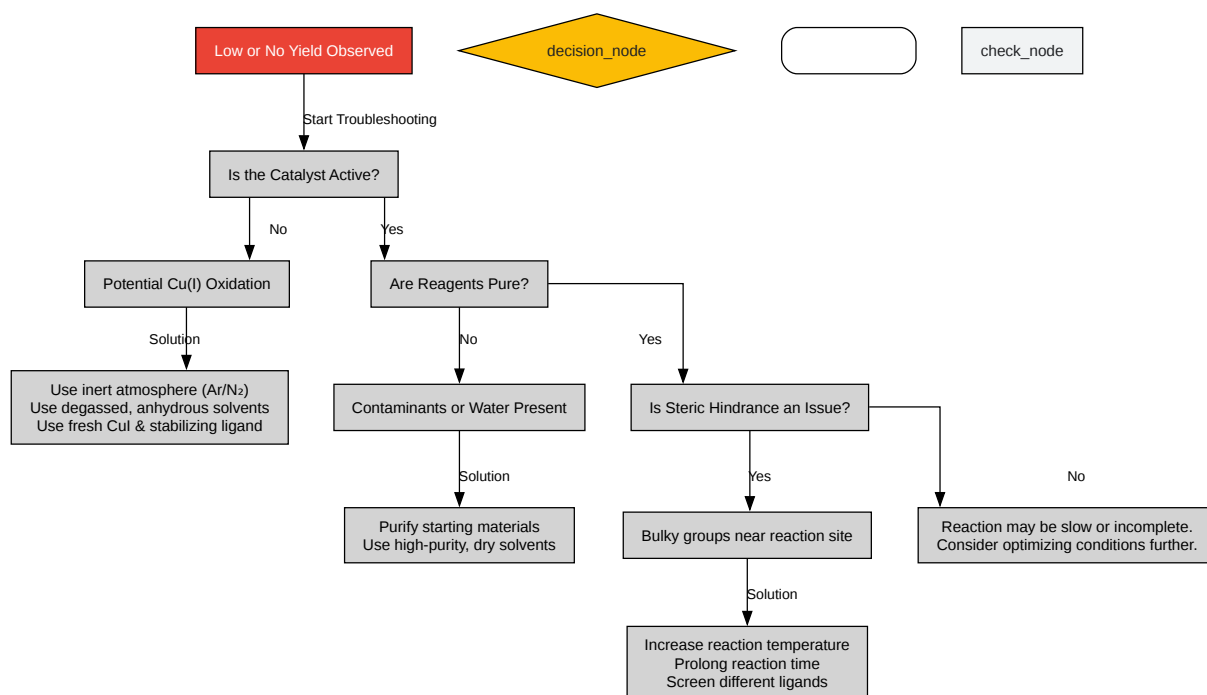 Low or No Yield Observed
decision_node
check_node
Start Troubleshooting
Is the Catalyst Active?
No
Yes
Potential Cu(I) Oxidation
Are Reagents Pure?
Solution
No
Yes
Use inert atmosphere (Ar/N₂)
Use degassed, anhydrous solvents
Use fresh CuI & stabilizing ligand
Contaminants or Water Present
Is Steric Hindrance an Issue?
Solution
Yes
No
Purify starting materials
Use high-purity, dry solvents
Bulky groups near reaction site
Reaction may be slow or incomplete.
Consider optimizing conditions further.
Solution
Increase reaction temperature
Prolong reaction time
Screen different ligands